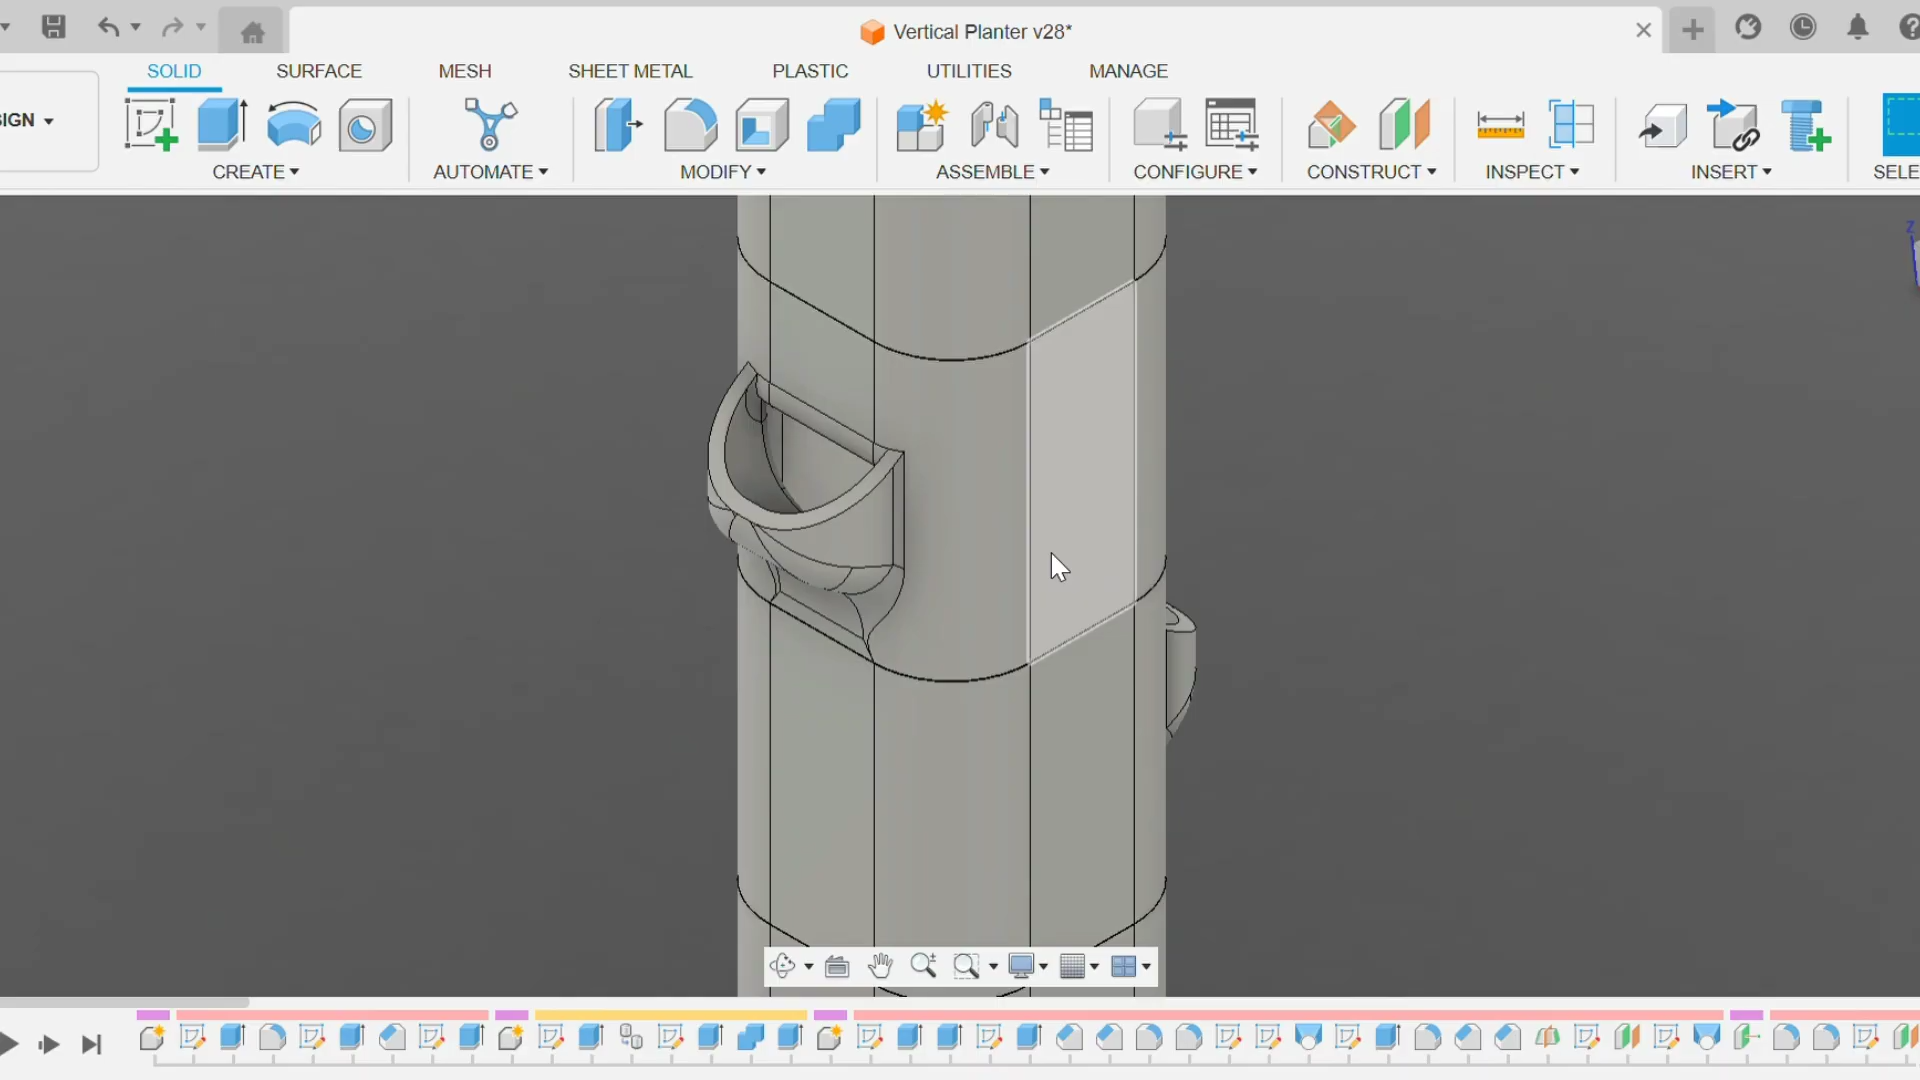 Vertical Planter v28*
SOLID SURFACE MESH SHEET METAL PLASTIC UTILITIES MANAGE
SIGN
CREATE AUTOMATE MODIFY ASSEMBLE CONFIGURE CONSTRUCT INSPECT INSERT SELE
Z